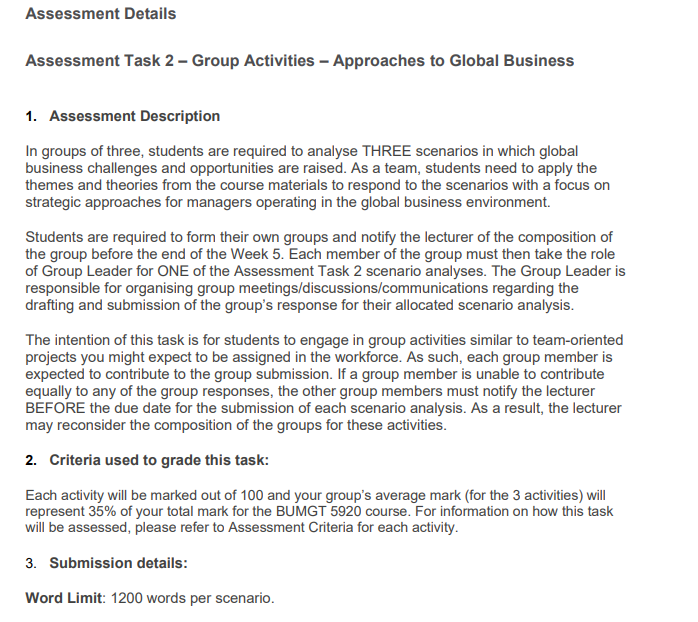 Assessment Details
Assessment Task 2 – Group Activities – Approaches to Global Business
1. Assessment Description
In groups of three, students are required to analyse THREE scenarios in which global
business challenges and opportunities are raised. As a team, students need to apply the
themes and theories from the course materials to respond to the scenarios with a focus on
strategic approaches for managers operating in the global business environment.
Students are required to form their own groups and notify the lecturer of the composition of
the group before the end of the Week 5. Each member of the group must then take the role
of Group Leader for ONE of the Assessment Task 2 scenario analyses. The Group Leader is
responsible for organising group meetings/discussions/communications regarding the
drafting and submission of the group's response for their allocated scenario analysis.
The intention of this task is for students to engage in group activities similar to team-oriented
projects you might expect to be assigned in the workforce. As such, each group member is
expected to contribute to the group submission. If a group member is unable to contribute
equally to any of the group responses, the other group members must notify the lecturer
BEFORE the due date for the submission of each scenario analysis. As a result, the lecturer
may reconsider the composition of the groups for these activities.
2. Criteria used to grade this task:
Each activity will be marked out of 100 and your group's average mark (for the 3 activities) will
represent 35% of your total mark for the BUMGT 5920 course. For information on how this task
will be assessed, please refer to Assessment Criteria for each activity.
3. Submission details:
Word Limit: 1200 words per scenario.